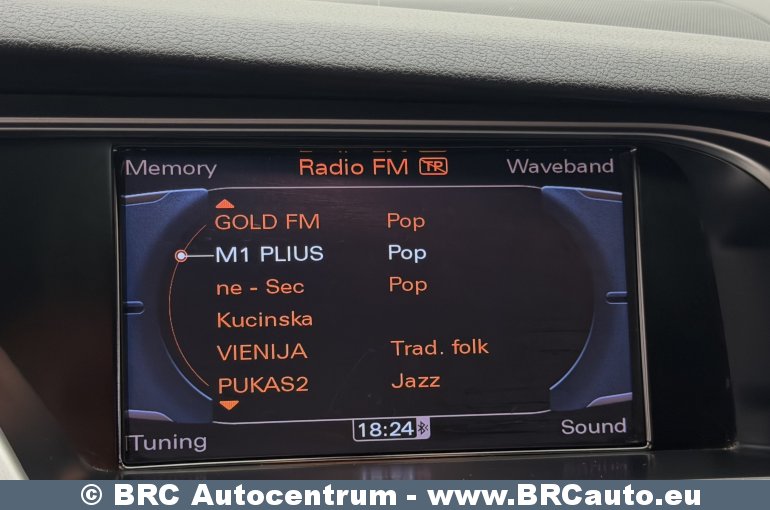 Memory Radio FM TP Waveband
GOLD FM Pop
M1 PLIUS Pop
ne - Sec Pop
Kucinska
VIENIJA Trad. folk
PUKAS2 Jazz
Tuning 18:24 Sound
© BRC Autocentrum - www.BRCauto.eu